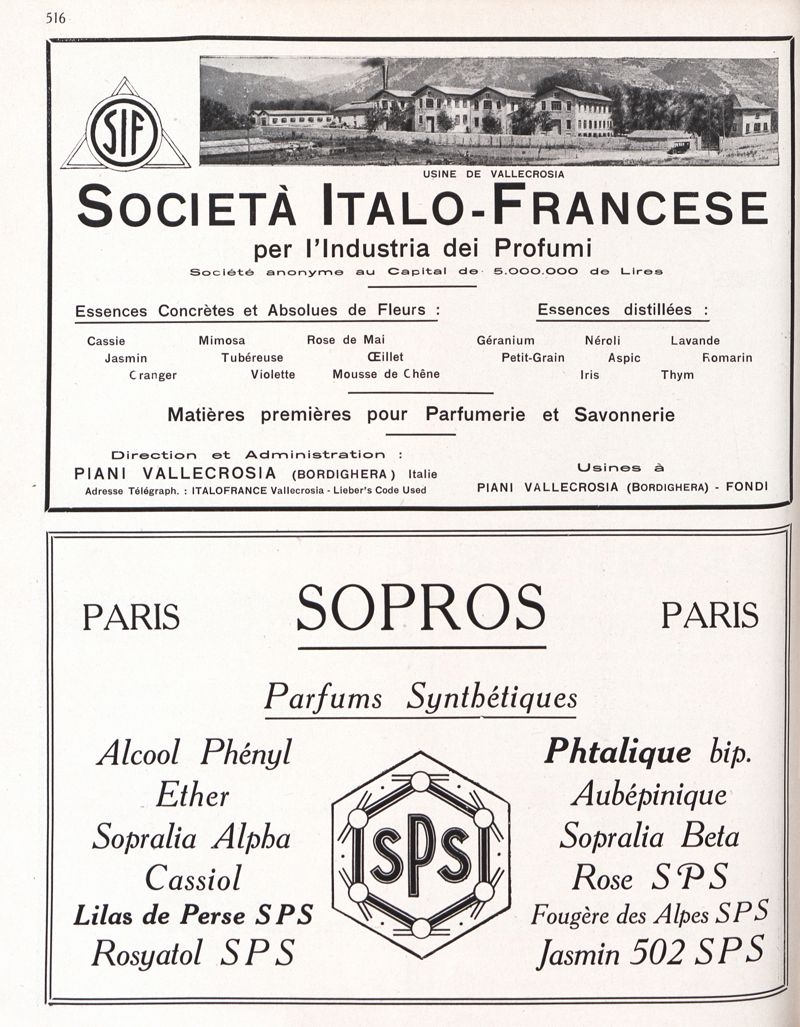 516
SIF
USINE DE VALLECROSIA
SOCIETÀ ITALO-FRANCESE
per l'Industria dei Profumi
Société anonyme au Capital de 5.000.000 de Lires
Essences Concrètes et Absolues de Fleurs :
Cassie Mimosa Rose de Mai
Jasmin Tubéreuse Œillet
Cranger Violette Mousse de Chêne
Essences distillées :
Géranium Néroli Lavande
Petit-Grain Aspic Romarin
Iris Thym
Matières premières pour Parfumerie et Savonnerie
Direction et Administration :
PIANI VALLECROSIA (BORDIGHERA) Italie
Adresse Télégraph. : ITALOFRANCE Vallecrosia - Lieber's Code Used
Usines à
PIANI VALLECROSIA (BORDIGHERA) - FONDI
PARIS SOPROS PARIS
Parfums Synthétiques
Alcool Phényl
Ether
Sopralia Alpha
Cassiol
Lilas de Perse SPS
Rosyatol SPS
SPS
Phtalique bip.
Aubépinique
Sopralia Beta
Rose SPS
Fougère des Alpes SPS
Jasmin 502 SPS